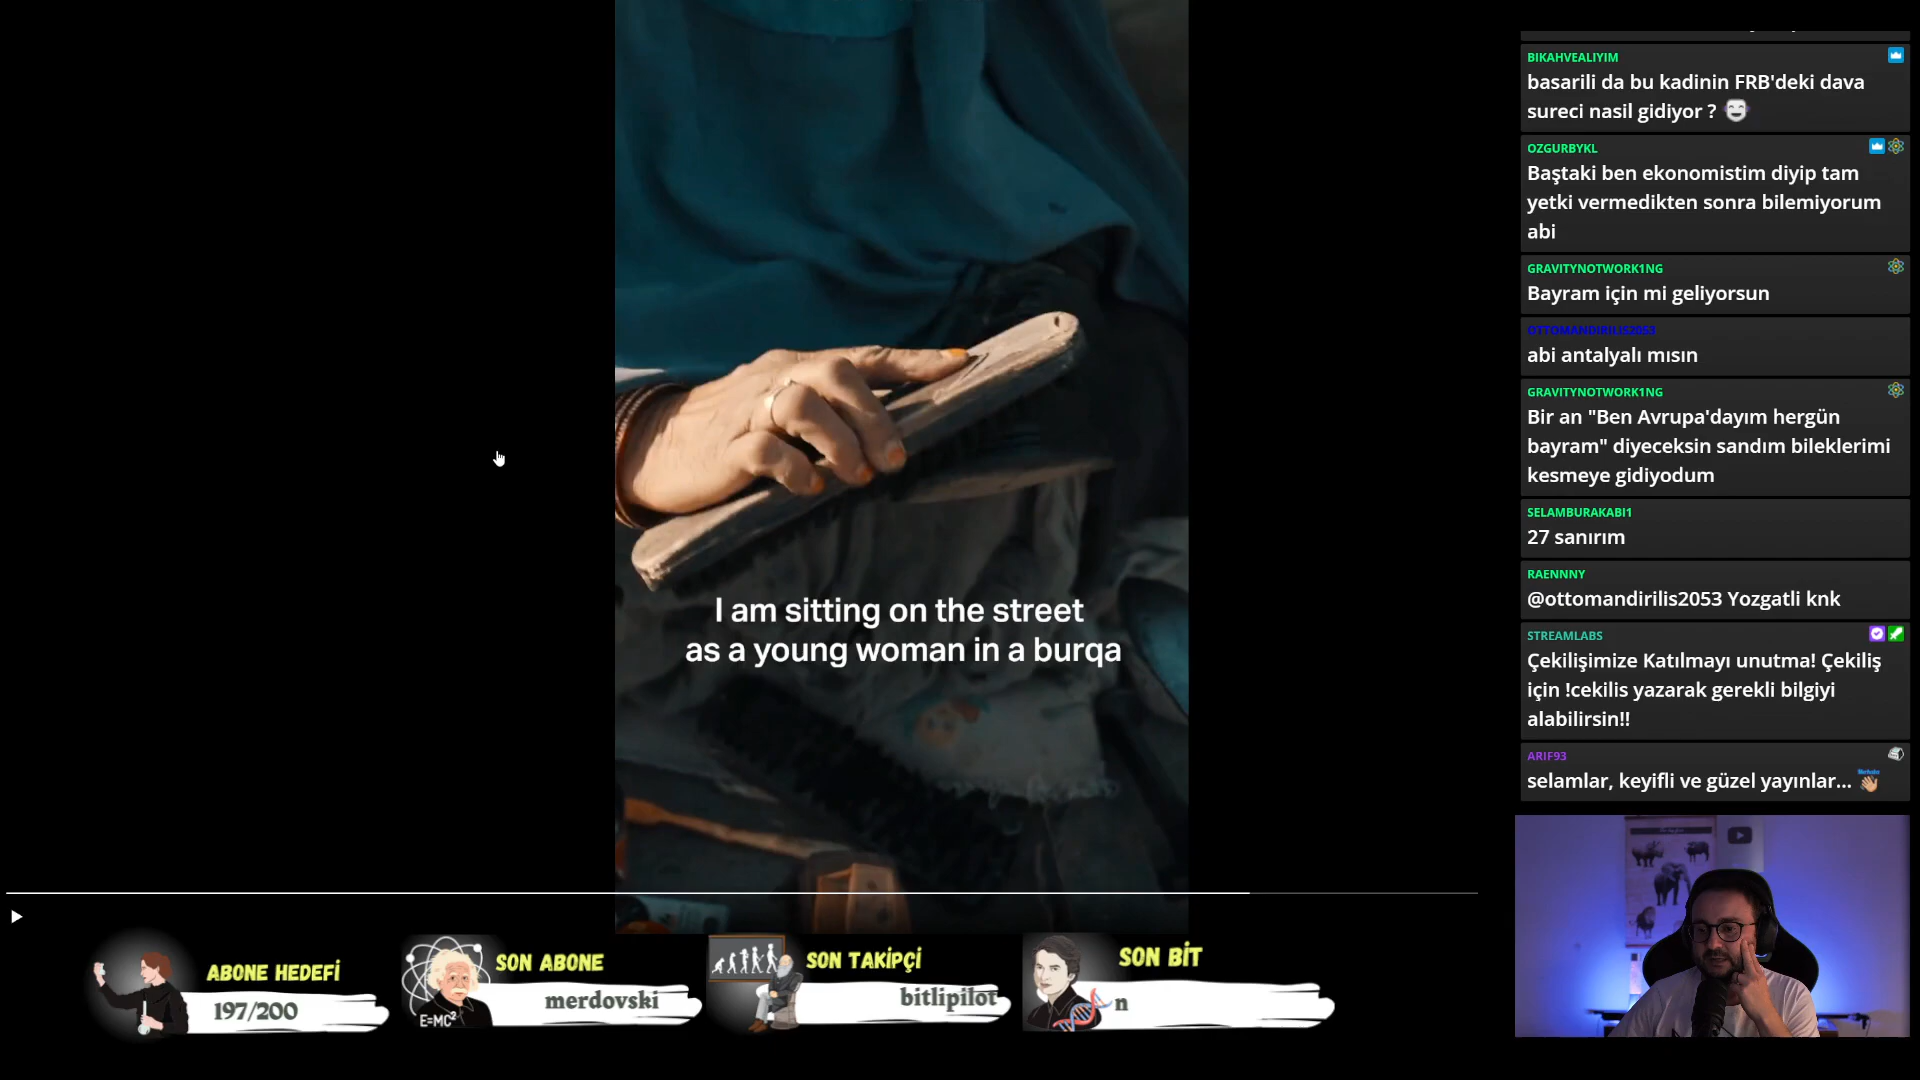 I am sitting on the street
as a young woman in a burqa
BIKAHVEALIYIM
basarili da bu kadinin FRB'deki dava
sureci nasil gidiyor ?
OZGURBYKL
Baştaki ben ekonomistim diyip tam
yetki vermedikten sonra bilemiyorum
abi
GRAVITYNOTWORK1NG
Bayram için mi geliyorsun
OTTOMANDIRILIS2053
abi antalyalı mısın
GRAVITYNOTWORK1NG
Bir an "Ben Avrupa'dayım hergün
bayram" diyeceksin sandım bileklerimi
kesmeye gidiyodum
SELAMBURAKABI1
27 sanırım
RAENNNY
@ottomandirilis2053 Yozgatli knk
STREAMLABS
Çekilişimize Katılmayı unutma! Çekiliş
için !cekilis yazarak gerekli bilgiyi
alabilirsin!!
ARIF93
selamlar, keyifli ve güzel yayınlar...
ABONE HEDEFİ
197/200
E=MC²
SON ABONE
merdovski
SON TAKİPÇİ
bitlipilot
SON BİT
n